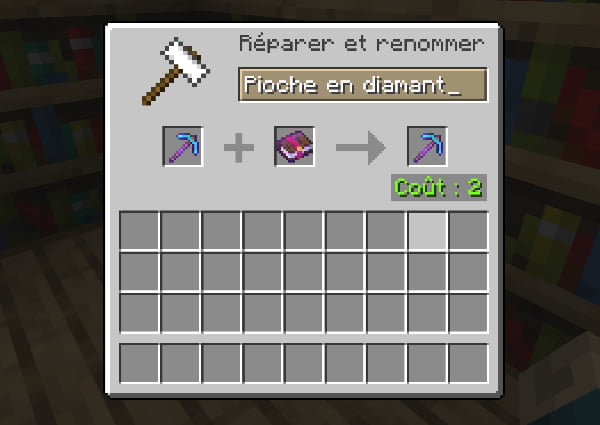 Réparer et renommer
Pioche en diamant_
Coût : 2